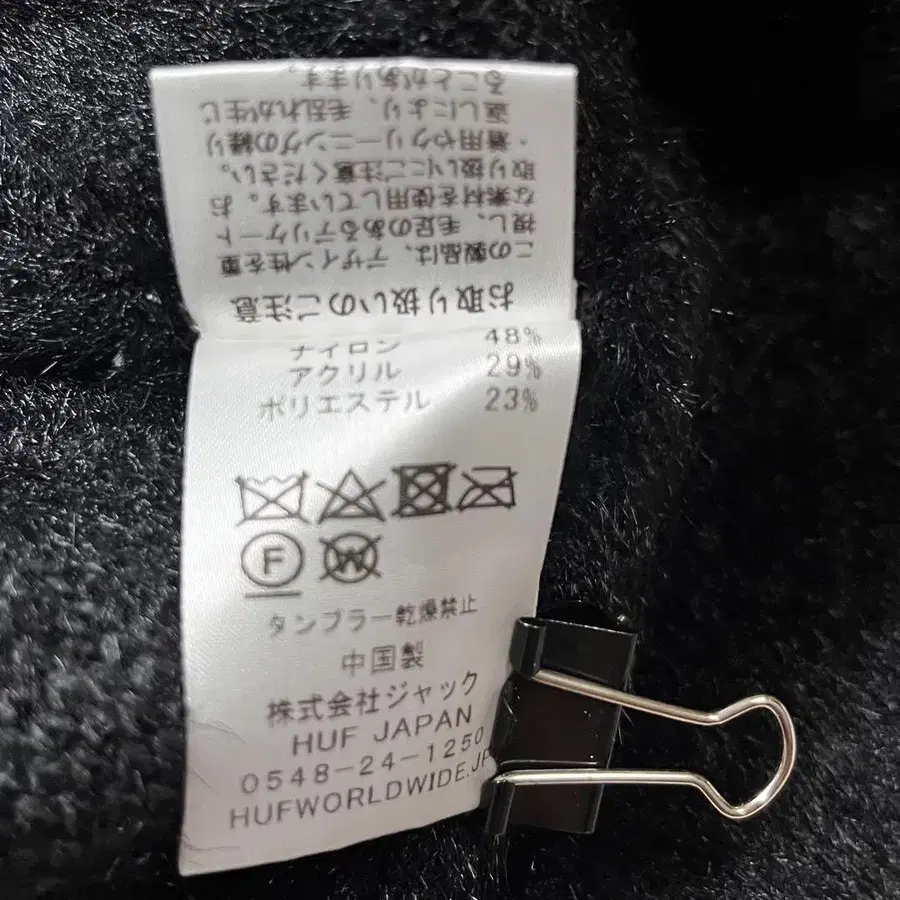 お取り扱いのご注意
この製品は、デザイン性を重
視し、毛足のあるデリケート
な素材を使用しています。お
取り扱いにご注意ください。
・着用やクリーニングの繰り
返しにより、毛乱れが生じ
ることがあります。
ナイロン 48%
アクリル 29%
ポリエステル 23%
F
W
タンブラー乾燥禁止
中国製
株式会社ジャック
HUF JAPAN
0548-24-1250
HUFWORLDWIDE.JP